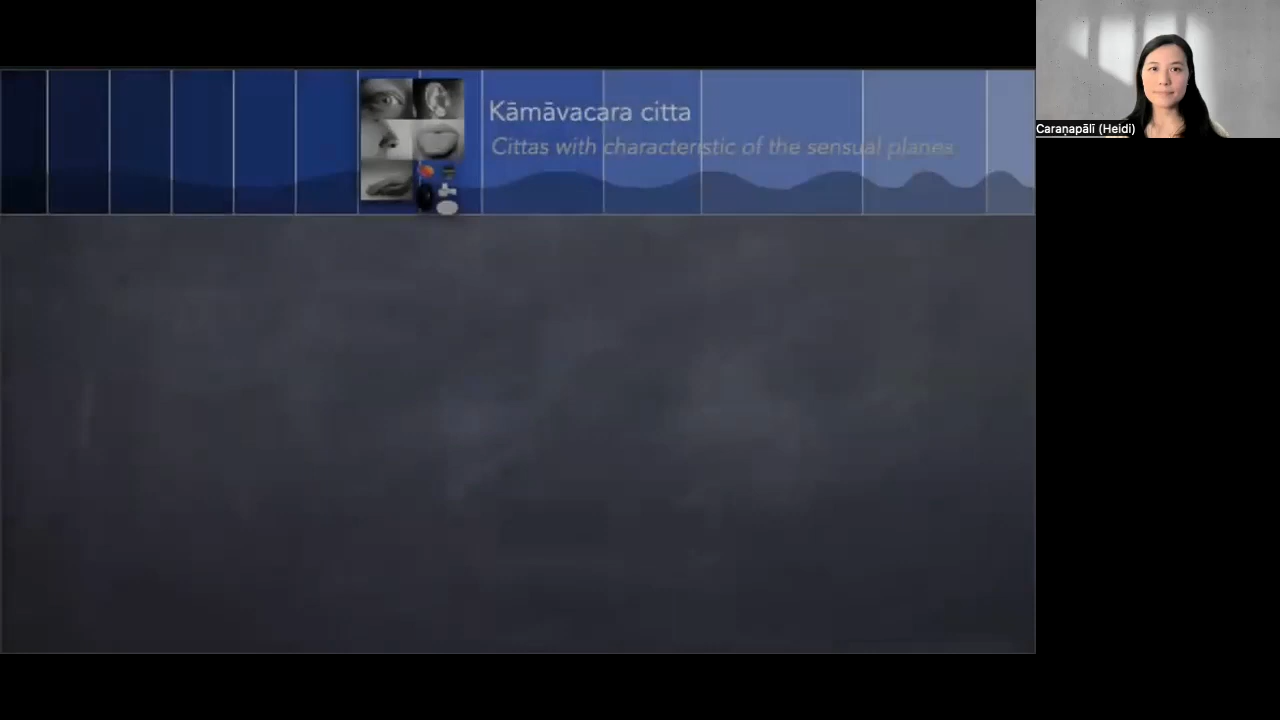 Kāmāvacara citta
Cittas with characteristic of the sensual planes
Caraṇapālī (Heidi)